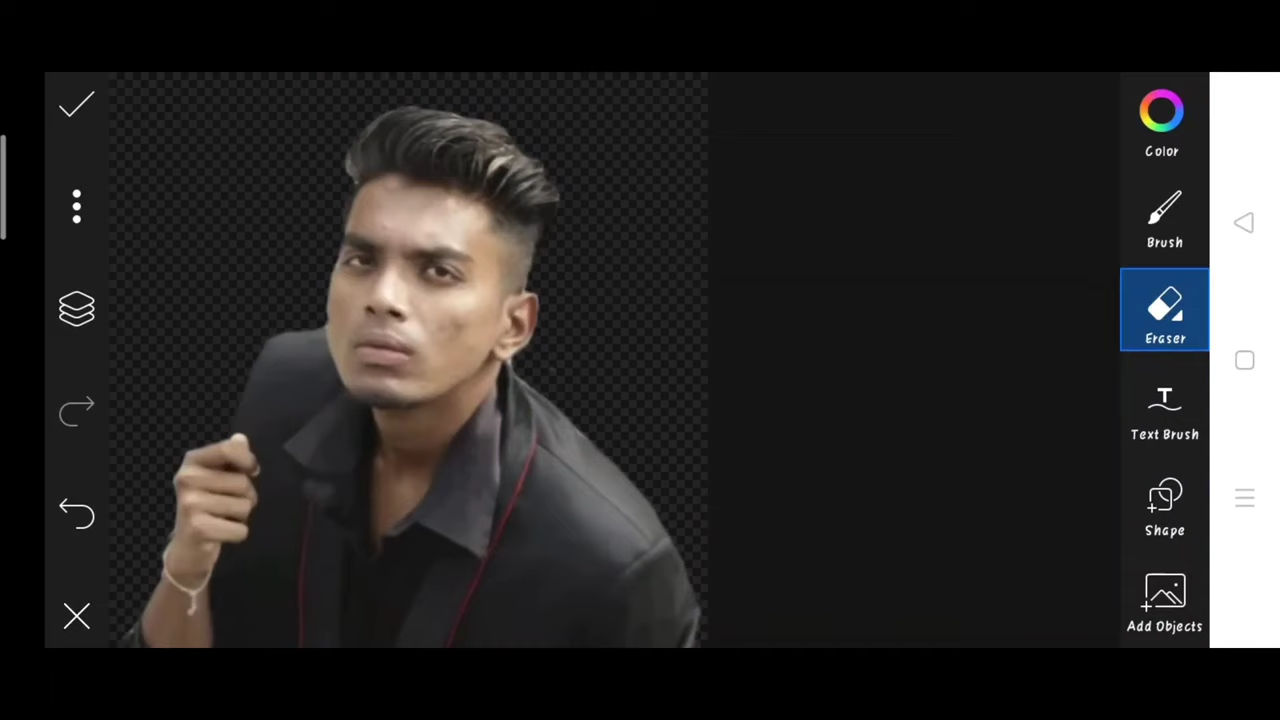 Color
Brush
Eraser
Text Brush
Shape
Add Objects